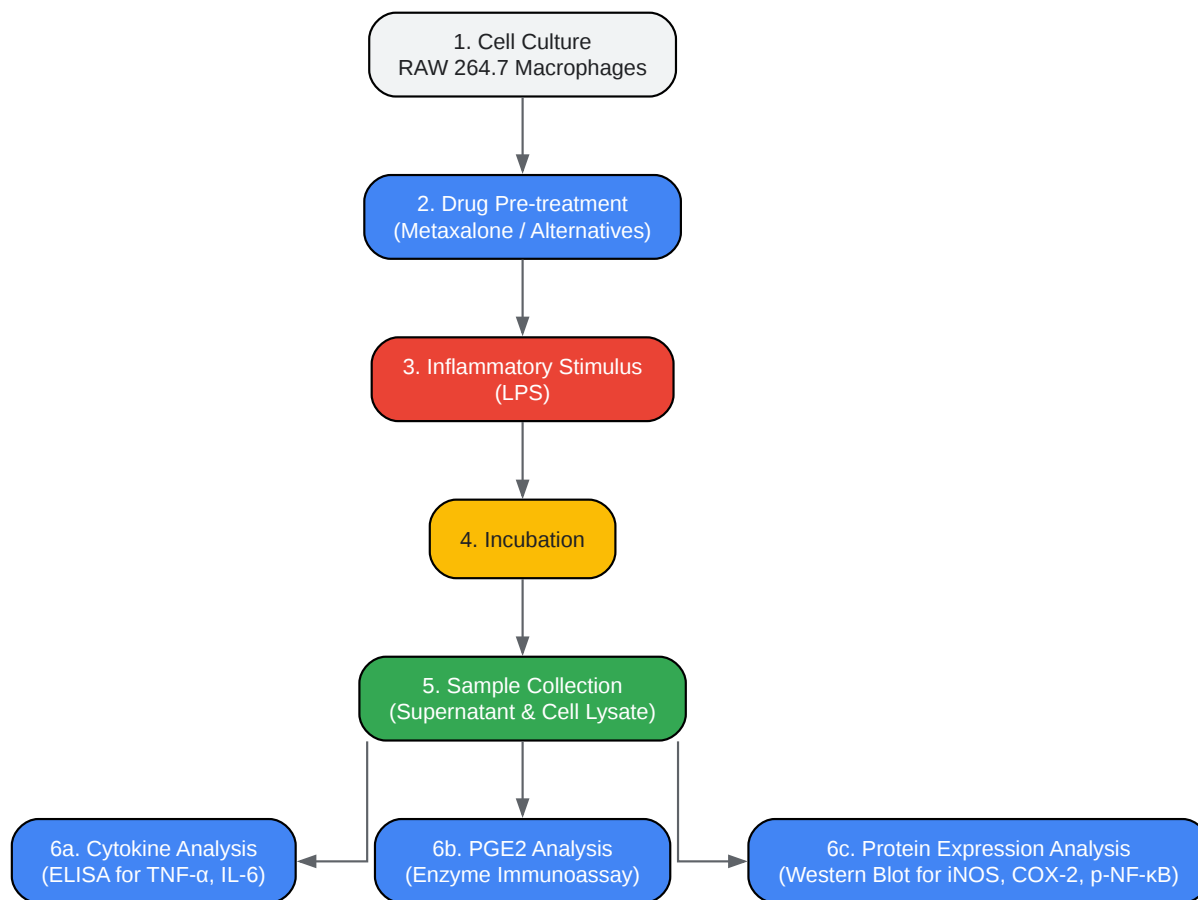 1. Cell Culture
RAW 264.7 Macrophages
2. Drug Pre-treatment
(Metaxalone / Alternatives)
3. Inflammatory Stimulus
(LPS)
4. Incubation
5. Sample Collection
(Supernatant & Cell Lysate)
6a. Cytokine Analysis
(ELISA for TNF-α, IL-6)
6b. PGE2 Analysis
(Enzyme Immunoassay)
6c. Protein Expression Analysis
(Western Blot for iNOS, COX-2, p-NF-κB)